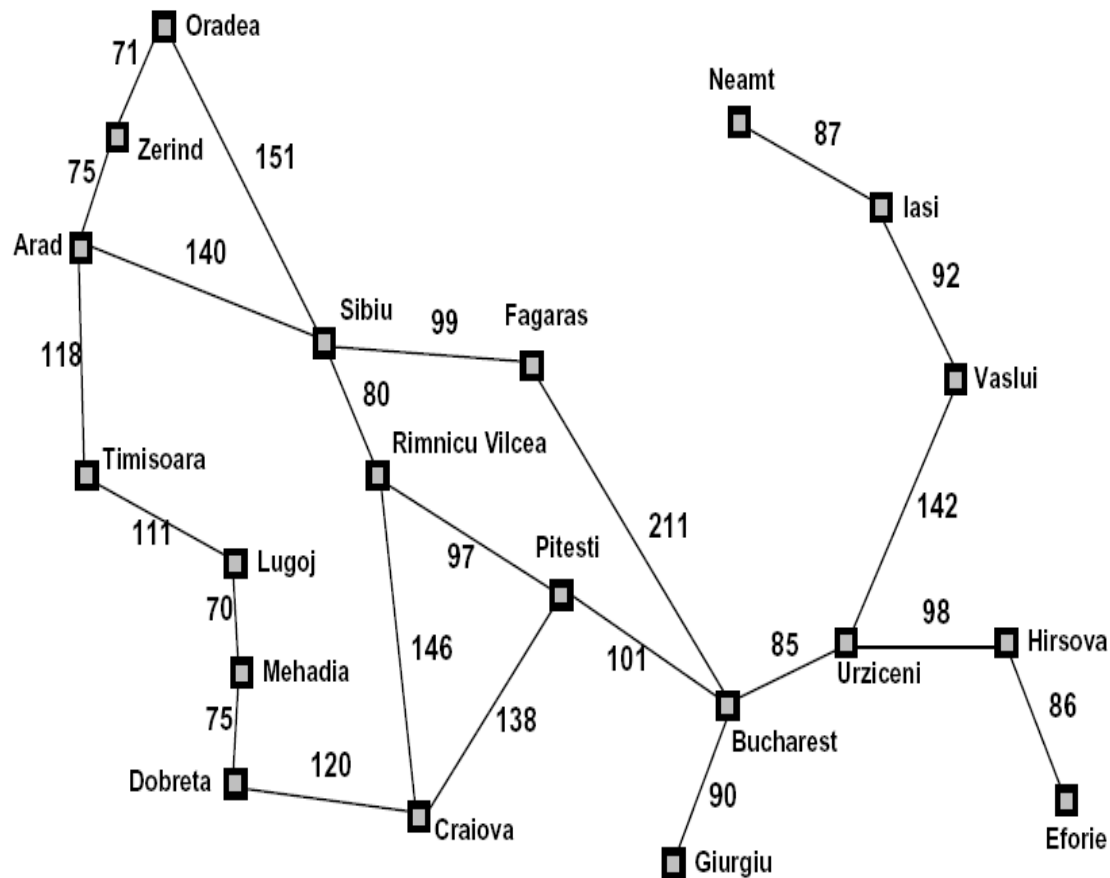 Oradea
71
Neamt
87
Zerind
151
75
Iasi
Arad
140
92
Sibiu
99
Fagaras
118
Vaslui
80
Rimnicu Vilcea
Timisoara
142
111
211
Lugoj
97
Pitesti
70
98
Hirsova
146
101
85
Urziceni
Mehadia
86
75
138
Bucharest
120
Dobreta
90
Craiova
Eforie
Giurgiu